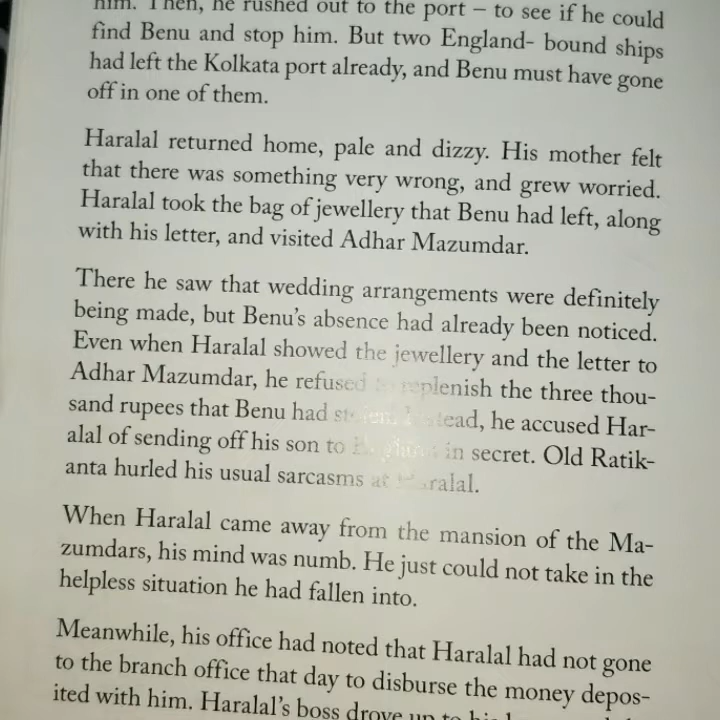 him. Then, he rushed out to the port – to see if he could
find Benu and stop him. But two England- bound ships
had left the Kolkata port already, and Benu must have gone
off in one of them.
Haralal returned home, pale and dizzy. His mother felt
that there was something very wrong, and grew worried.
Haralal took the bag of jewellery that Benu had left, along
with his letter, and visited Adhar Mazumdar.
There he saw that wedding arrangements were definitely
being made, but Benu's absence had already been noticed.
Even when Haralal showed the jewellery and the letter to
Adhar Mazumdar, he refused replenish the three thou-
sand rupees that Benu had he accused Har-
alal of sending off his son to in secret. Old Ratik-
anta hurled his usual sarcasms at Haralal.
When Haralal came away from the mansion of the Ma-
zumdars, his mind was numb. He just could not take in the
helpless situation he had fallen into.
Meanwhile, his office had noted that Haralal had not gone
to the branch office that day to disburse the money depos-
ited with him. Haralal's boss drove up to his